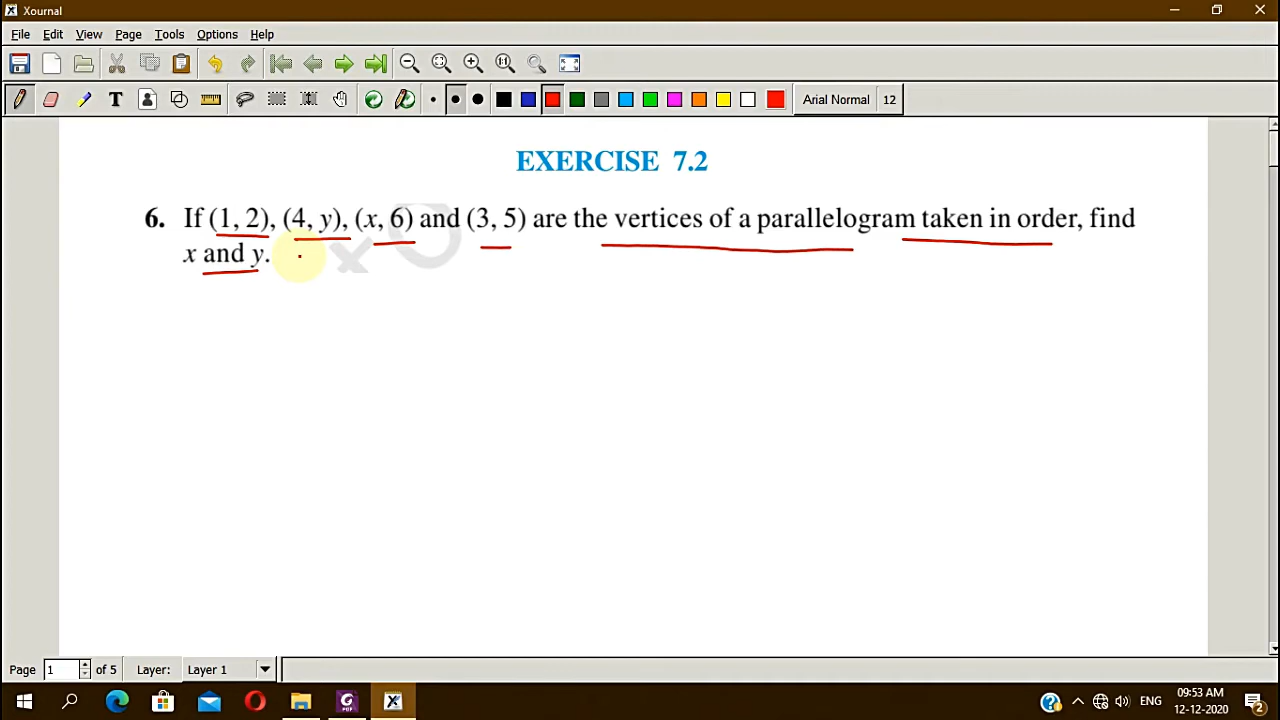 Xournal
File Edit View Page Tools Options Help
Arial Normal 12
EXERCISE 7.2
6. If (1, 2), (4, y), (x, 6) and (3, 5) are the vertices of a parallelogram taken in order, find
x and y.
Page 1 of 5 Layer: Layer 1
ENG
09:53 AM
12-12-2020
2